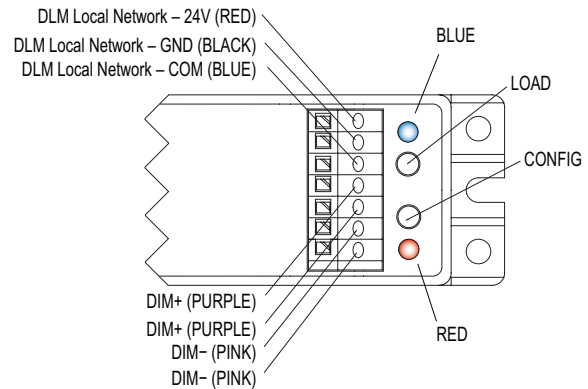 DLM Local Network – 24V (RED)
DLM Local Network – GND (BLACK)
DLM Local Network – COM (BLUE)
BLUE
LOAD
CONFIG
DIM+ (PURPLE)
DIM+ (PURPLE)
DIM− (PINK)
DIM− (PINK)
RED